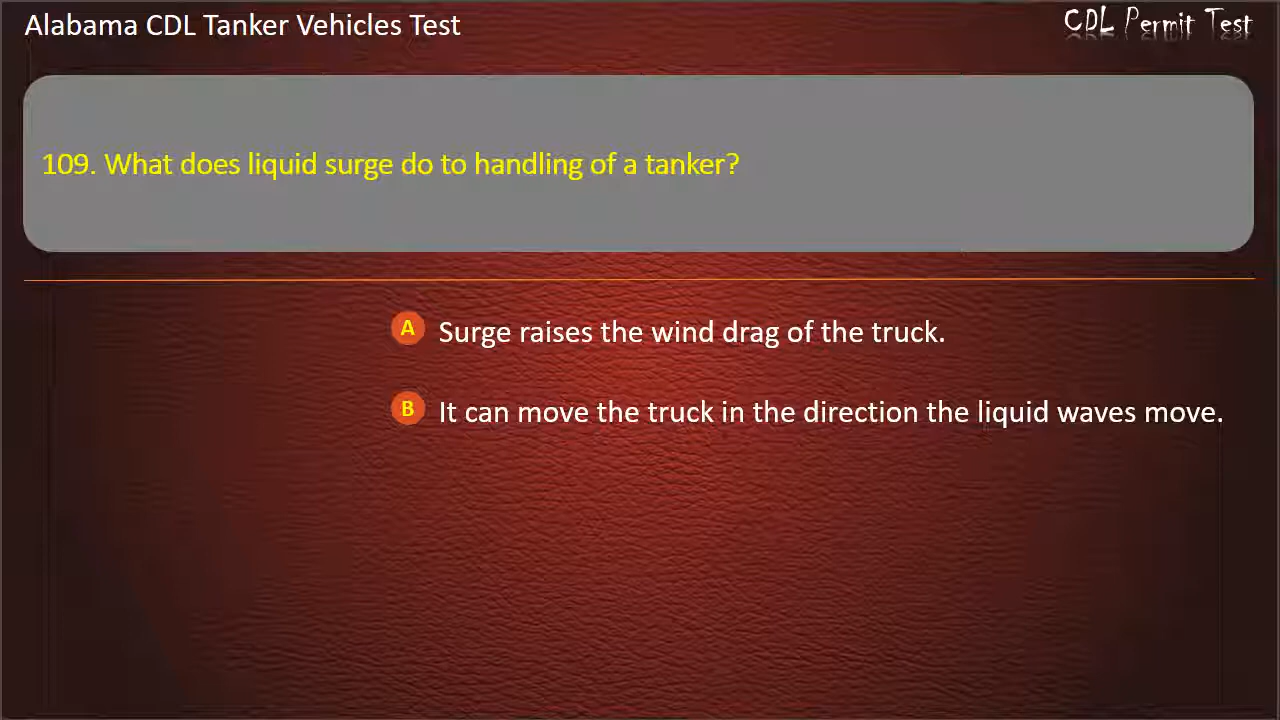 Alabama CDL Tanker Vehicles Test
CDL Permit Test
109. What does liquid surge do to handling of a tanker?
A Surge raises the wind drag of the truck.
B It can move the truck in the direction the liquid waves move.